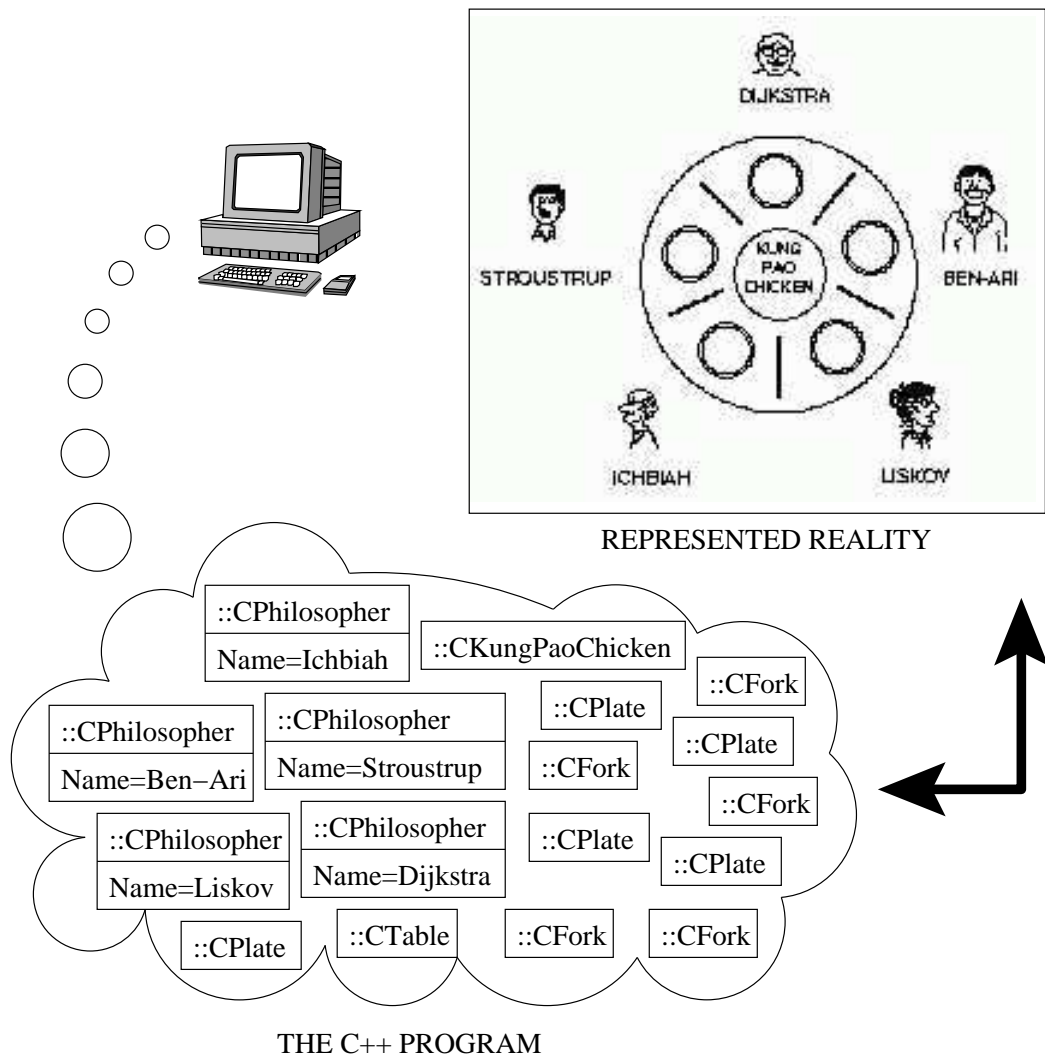 DIJKSTRA
STROUSTRUP
KUNG
PAO
CHICKEN
BEN-ARI
ICHBIAH
LISKOV
REPRESENTED REALITY
::CPhilosopher
Name=Ichbiah
::CKungPaoChicken
::CFork
::CPlate
::CPhilosopher
Name=Ben−Ari
::CPhilosopher
Name=Stroustrup
::CPlate
::CFork
::CFork
::CPhilosopher
Name=Liskov
::CPhilosopher
Name=Dijkstra
::CPlate
::CPlate
::CPlate
::CTable
::CFork
::CFork
THE C++ PROGRAM